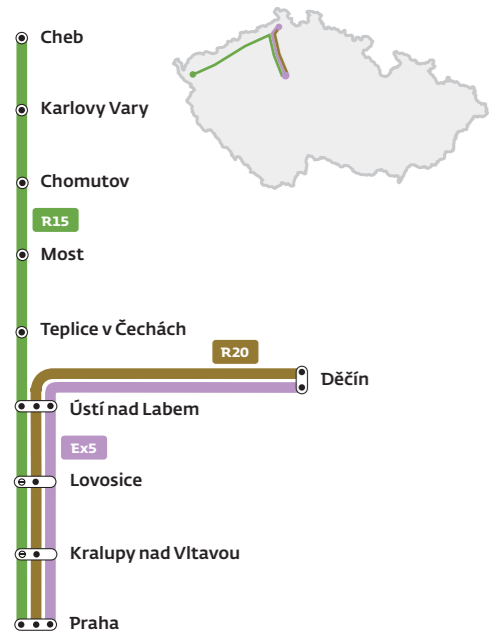 Cheb
Karlovy Vary
Chomutov
R15
Most
Teplice v Čechách
R20
Děčín
Ústí nad Labem
Ex5
Lovosice
Kralupy nad Vltavou
Praha